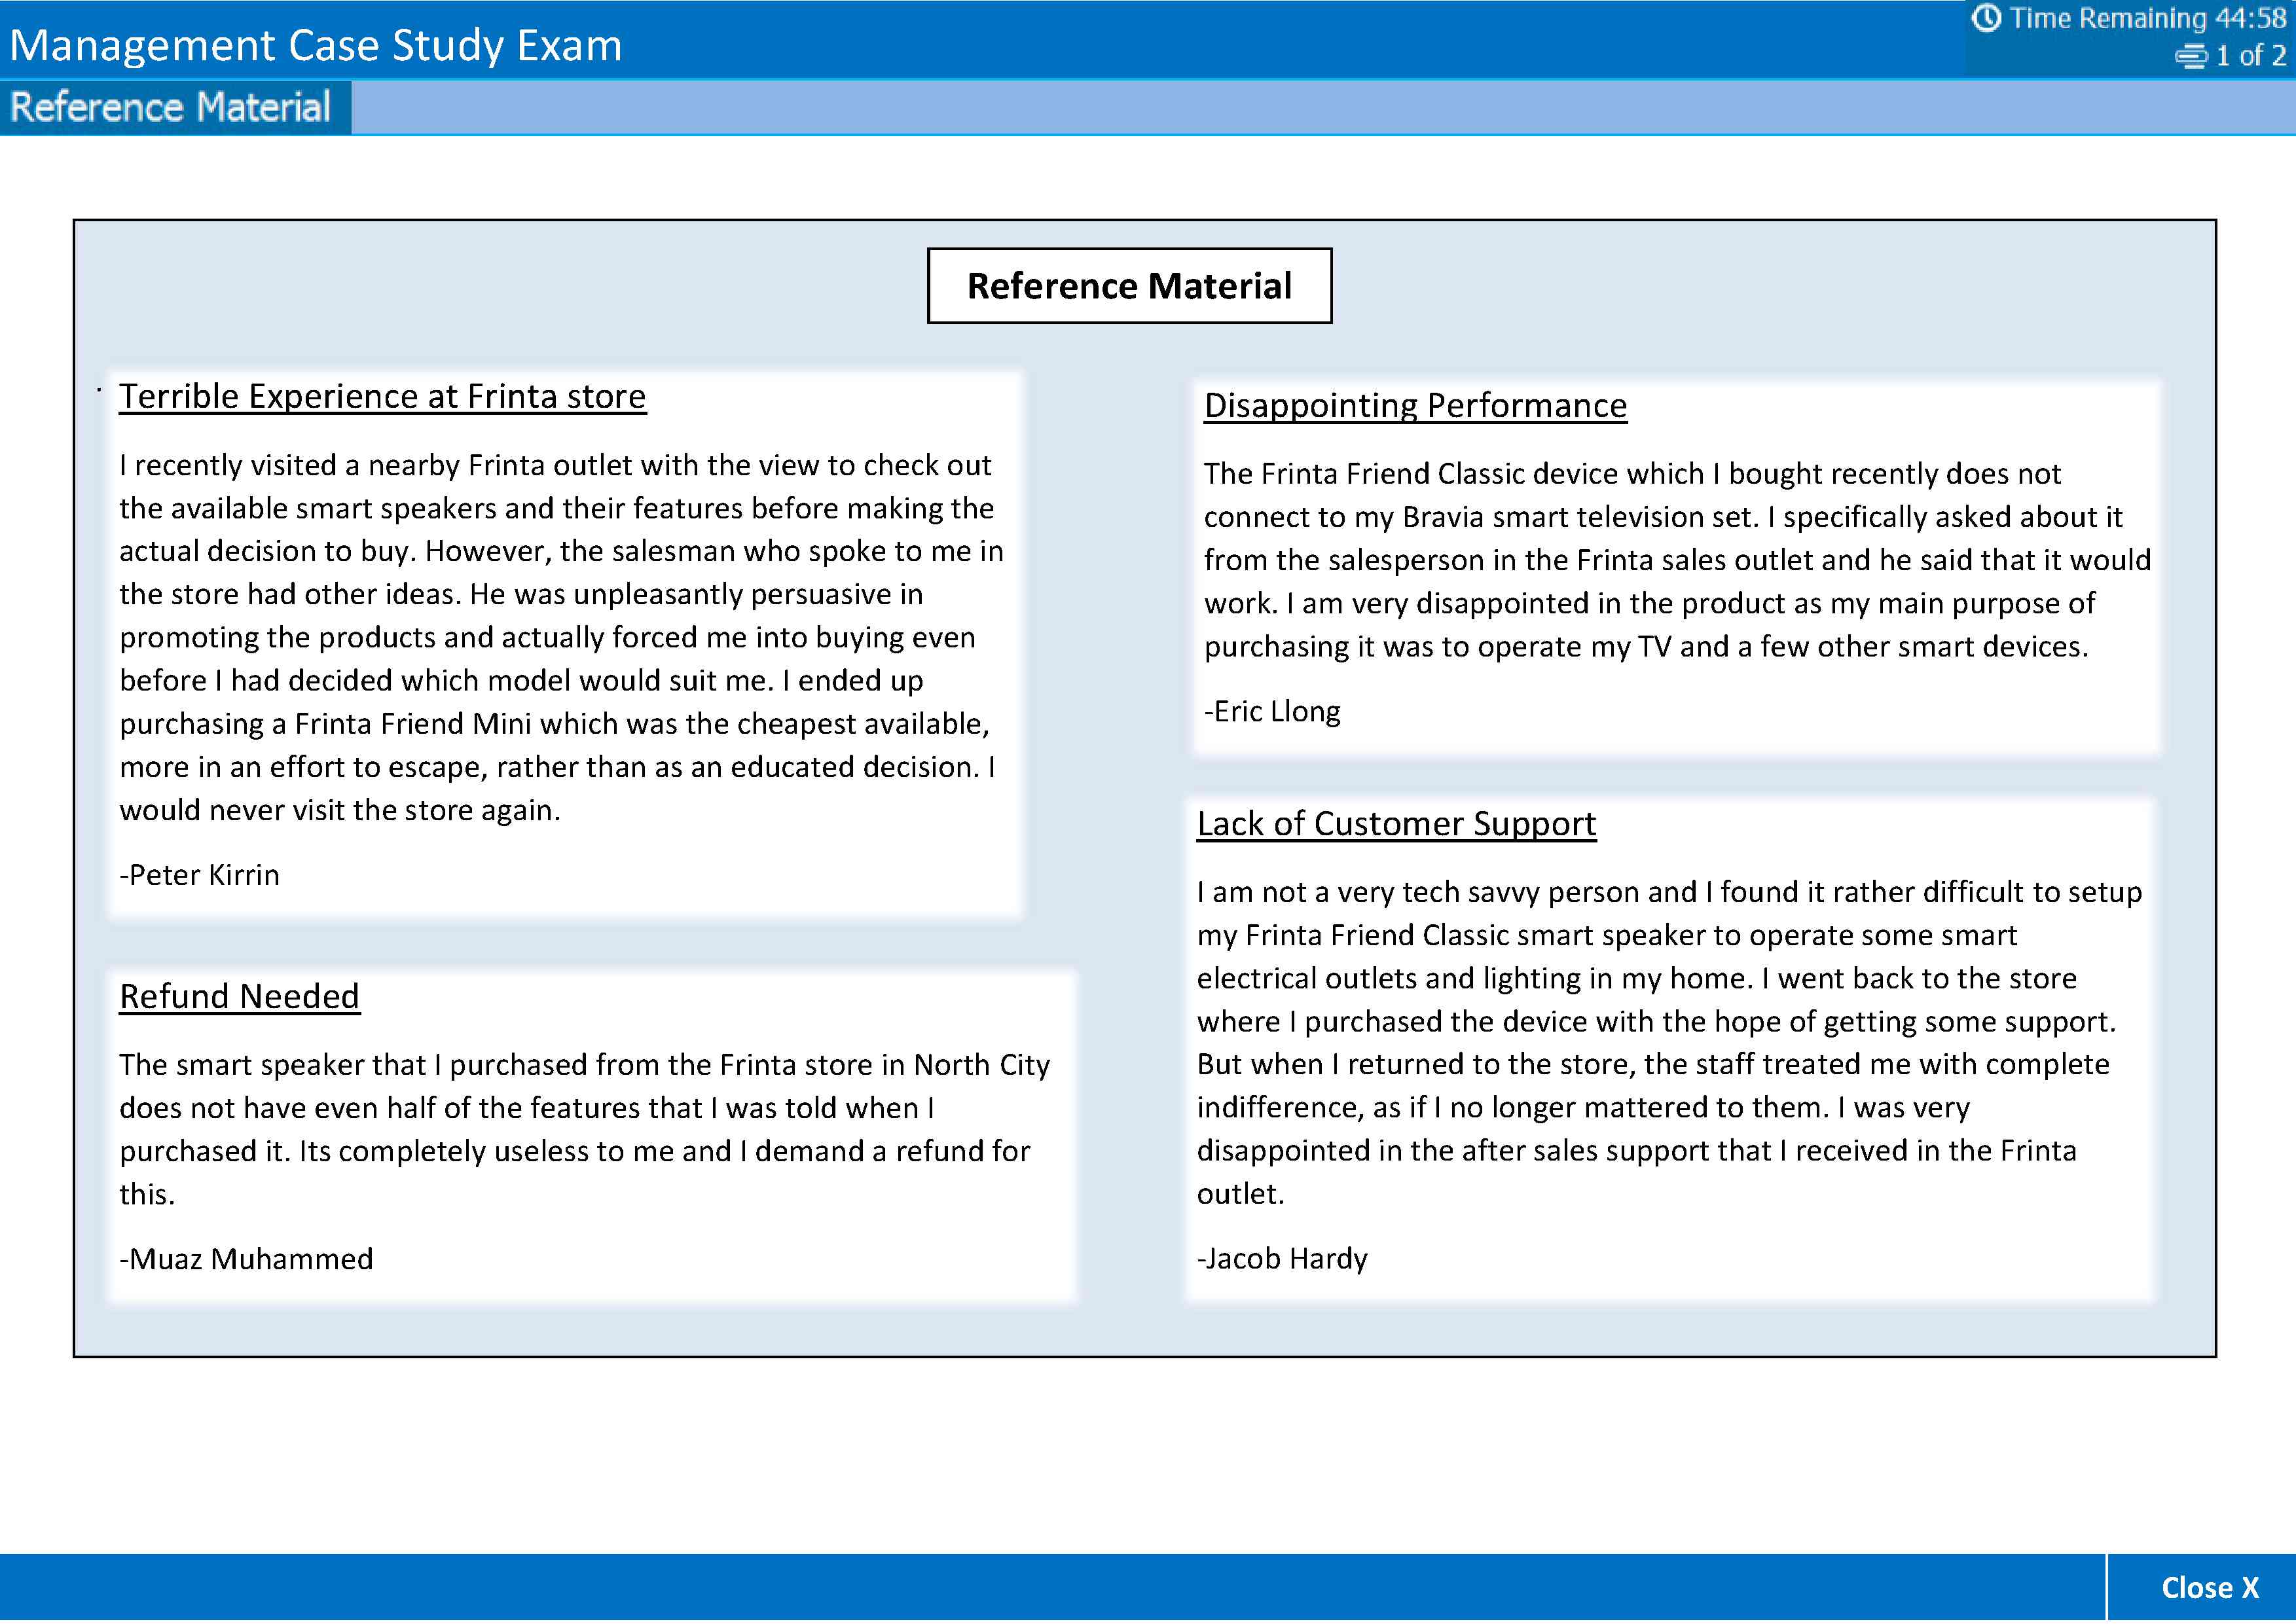 Management Case Study Exam
Time Remaining 44:58
1 of 2
Reference Material
Reference Material
Terrible Experience at Frinta store
I recently visited a nearby Frinta outlet with the view to check out
the available smart speakers and their features before making the
actual decision to buy. However, the salesman who spoke to me in
the store had other ideas. He was unpleasantly persuasive in
promoting the products and actually forced me into buying even
before I had decided which model would suit me. I ended up
purchasing a Frinta Friend Mini which was the cheapest available,
more in an effort to escape, rather than as an educated decision. I
would never visit the store again.
-Peter Kirrin
Refund Needed
The smart speaker that I purchased from the Frinta store in North City
does not have even half of the features that I was told when I
purchased it. Its completely useless to me and I demand a refund for
this.
-Muaz Muhammed
Disappointing Performance
The Frinta Friend Classic device which I bought recently does not
connect to my Bravia smart television set. I specifically asked about it
from the salesperson in the Frinta sales outlet and he said that it would
work. I am very disappointed in the product as my main purpose of
purchasing it was to operate my TV and a few other smart devices.
-Eric Llong
Lack of Customer Support
I am not a very tech savvy person and I found it rather difficult to setup
my Frinta Friend Classic smart speaker to operate some smart
electrical outlets and lighting in my home. I went back to the store
where I purchased the device with the hope of getting some support.
But when I returned to the store, the staff treated me with complete
indifference, as if I no longer mattered to them. I was very
disappointed in the after sales support that I received in the Frinta
outlet.
-Jacob Hardy
Close X